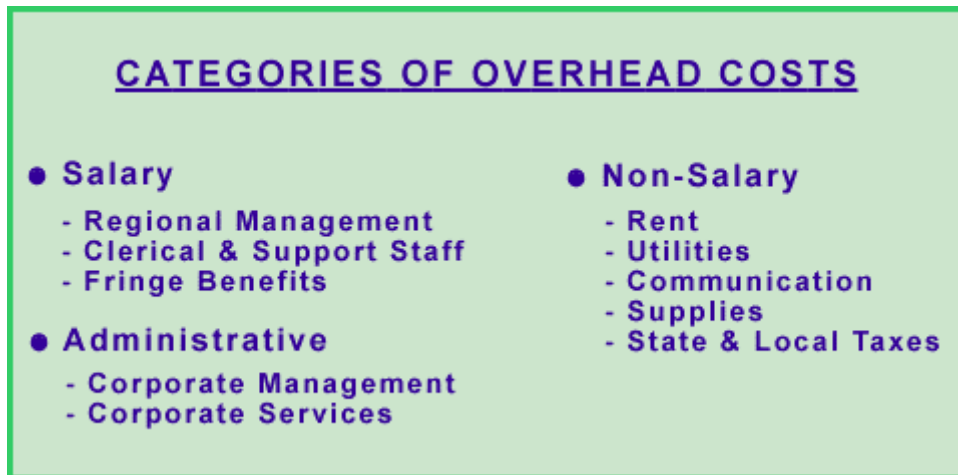 CATEGORIES OF OVERHEAD COSTS
● Salary
- Regional Management
- Clerical & Support Staff
- Fringe Benefits
● Administrative
- Corporate Management
- Corporate Services
● Non-Salary
- Rent
- Utilities
- Communication
- Supplies
- State & Local Taxes